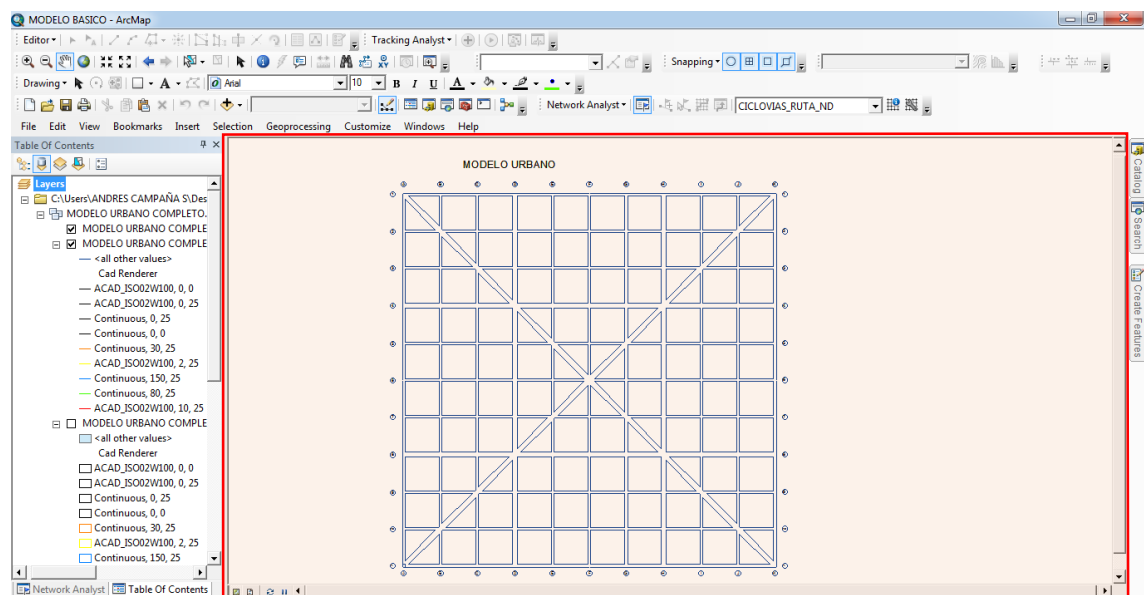 MODELO BASICO - ArcMap
Editor
Tracking Analyst
Snapping
Drawing
A
Arial
10
B I U A
Network Analyst
CICLOVIAS_RUTA_ND
File Edit View Bookmarks Insert Selection Geoprocessing Customize Windows Help
Table Of Contents
Layers
C:\Users\ANDRES CAMPAÑA S\Des
MODELO URBANO COMPLETO.
MODELO URBANO COMPLE
MODELO URBANO COMPLE
<all other values>
Cad Renderer
ACAD_ISO02W100, 0, 0
ACAD_ISO02W100, 0, 25
Continuous, 0, 25
Continuous, 0, 0
Continuous, 30, 25
ACAD_ISO02W100, 2, 25
Continuous, 150, 25
Continuous, 80, 25
ACAD_ISO02W100, 10, 25
MODELO URBANO COMPLE
<all other values>
Cad Renderer
ACAD_ISO02W100, 0, 0
ACAD_ISO02W100, 0, 25
Continuous, 0, 25
Continuous, 0, 0
Continuous, 30, 25
ACAD_ISO02W100, 2, 25
Continuous, 150, 25
Network Analyst
Table Of Contents
MODELO URBANO
Catalog
Search
Create Features